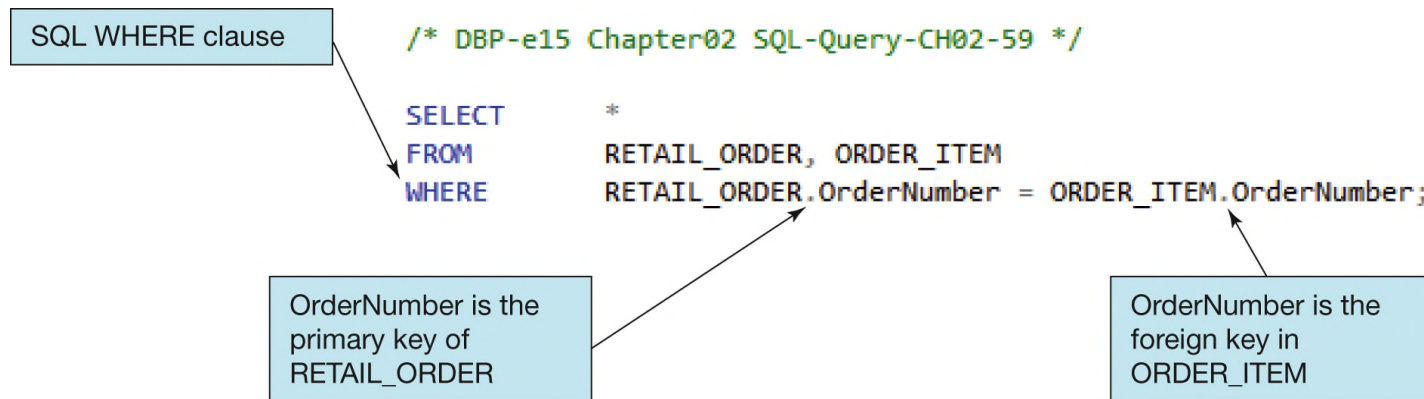 SQL WHERE clause
/* DBP-e15 Chapter02 SQL-Query-CH02-59 */
SELECT *
FROM RETAIL_ORDER, ORDER_ITEM
WHERE RETAIL_ORDER.OrderNumber = ORDER_ITEM.OrderNumber;
OrderNumber is the
primary key of
RETAIL_ORDER
OrderNumber is the
foreign key in
ORDER_ITEM